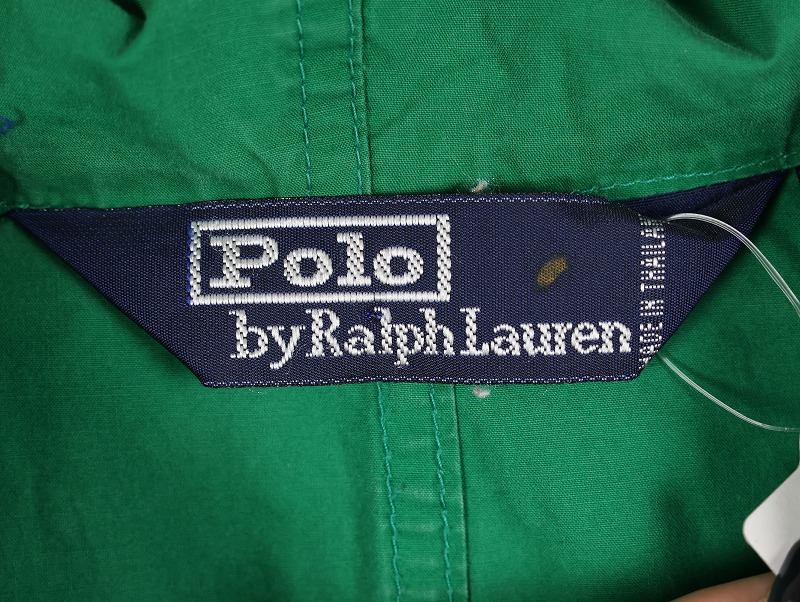 Polo
by Ralph Lauren
MADE IN THAILAND